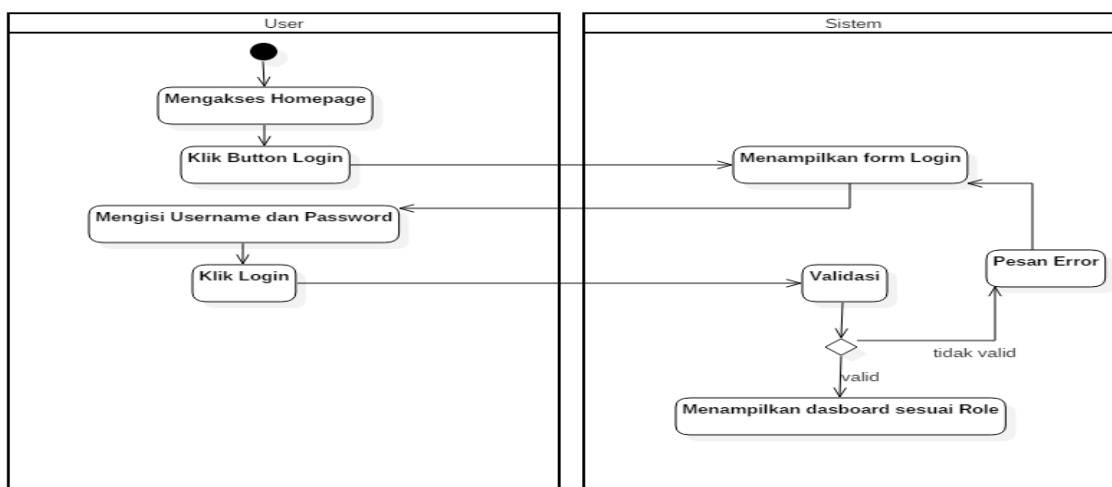 User
Sistem
Mengakses Homepage
Klik Button Login
Menampilkan form Login
Mengisi Username dan Password
Klik Login
Validasi
Pesan Error
tidak valid
valid
Menampilkan dasboard sesuai Role